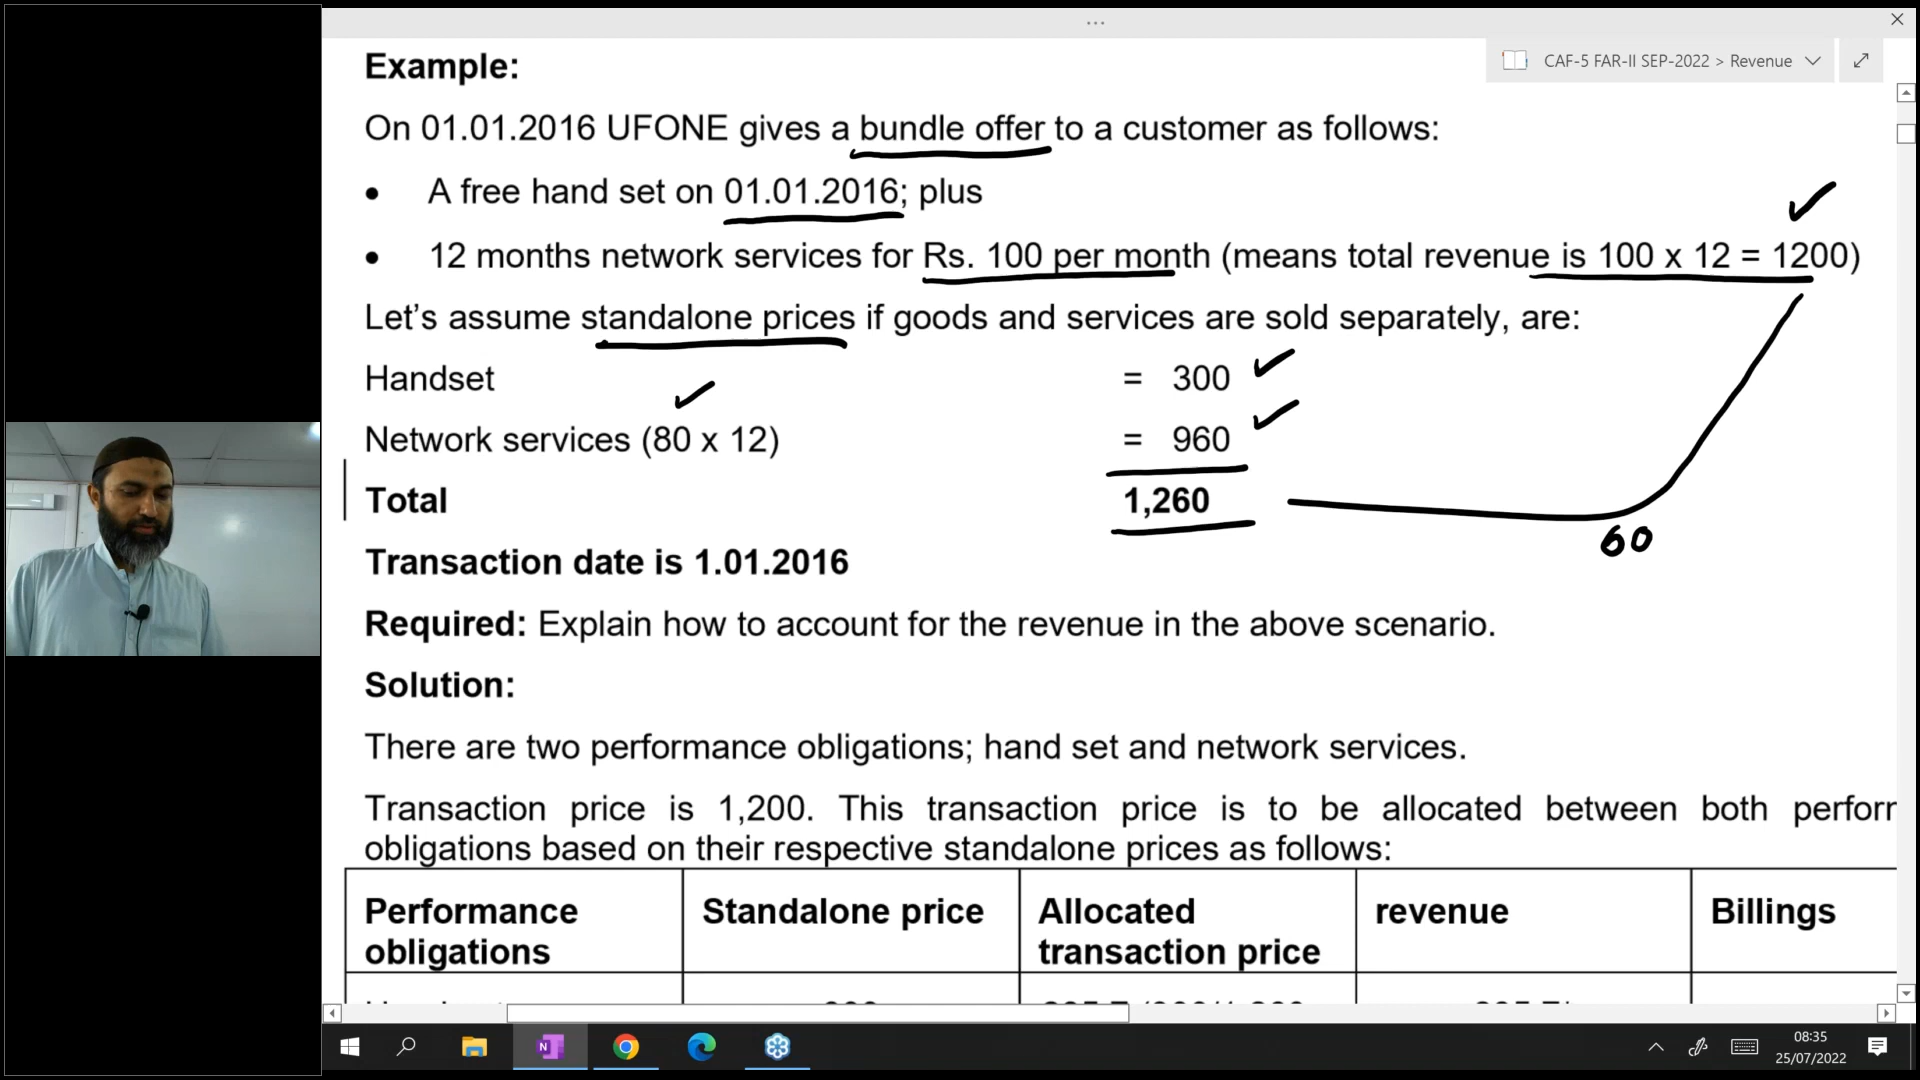 CAF-5 FAR-II SEP-2022 > Revenue
Example:
On 01.01.2016 UFONE gives a bundle offer to a customer as follows:
• A free hand set on 01.01.2016; plus
• 12 months network services for Rs. 100 per month (means total revenue is 100 x 12 = 1200)
Let's assume standalone prices if goods and services are sold separately, are:
Handset = 300
Network services (80 x 12) = 960
Total 1,260
60
Transaction date is 1.01.2016
Required: Explain how to account for the revenue in the above scenario.
Solution:
There are two performance obligations; hand set and network services.
Transaction price is 1,200. This transaction price is to be allocated between both perforr
obligations based on their respective standalone prices as follows:
Performance obligations Standalone price Allocated transaction price revenue Billings
08:35
25/07/2022